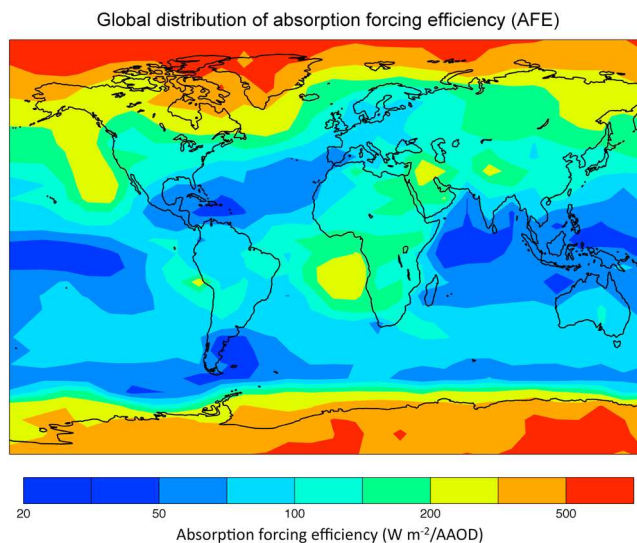 Global distribution of absorption forcing efficiency (AFE)
20 50 100 200 500
Absorption forcing efficiency (W m⁻²/AAOD)